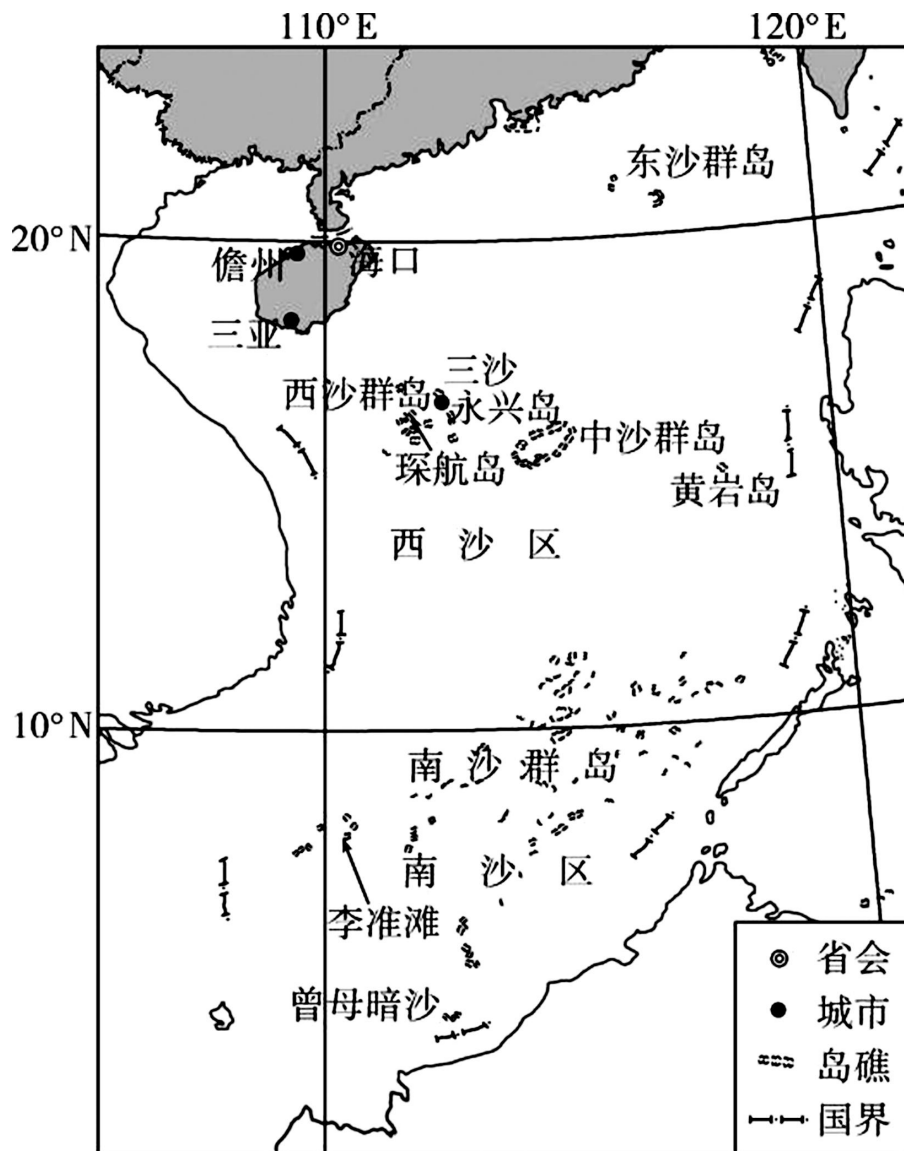 110°E
120°E
东沙群岛
20°N
儋州
海口
三亚
三沙
西沙群岛
永兴岛
中沙群岛
琛航岛
黄岩岛
西沙区
10°N
南沙群岛
南沙区
李准滩
曾母暗沙
省会
城市
岛礁
国界